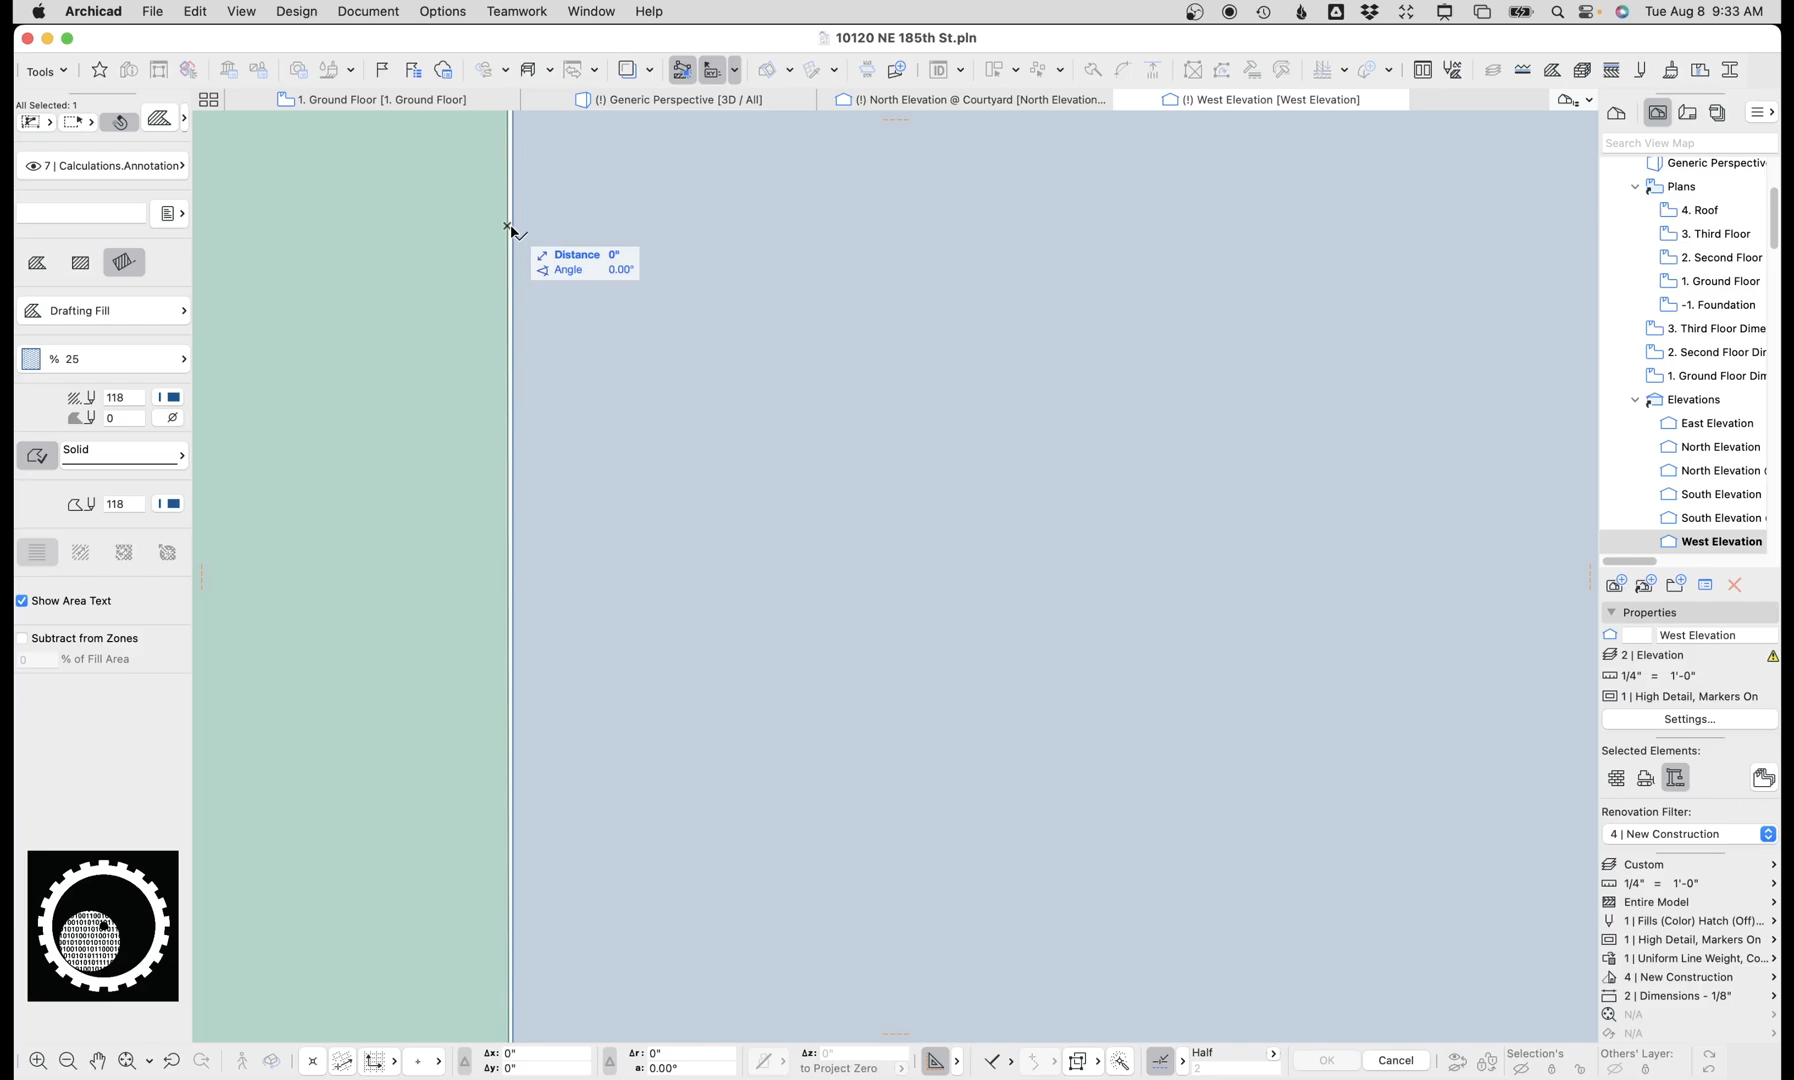 Archicad File Edit View Design Document Options Teamwork Window Help Tue Aug 8 9:33 AM
10120 NE 185th St.pln
Tools
1. Ground Floor [1. Ground Floor] (!) Generic Perspective [3D / All] (!) North Elevation @ Courtyard [North Elevation... (!) West Elevation [West Elevation]
All Selected: 1
7 | Calculations.Annotation
Drafting Fill
% 25
118
0
Solid
118
Show Area Text
Subtract from Zones
0 % of Fill Area
Distance 0"
Angle 0.00°
Search View Map
Generic Perspectiv
Plans
4. Roof
3. Third Floor
2. Second Floor
1. Ground Floor
-1. Foundation
3. Third Floor Dime
2. Second Floor Dir
1. Ground Floor Dim
Elevations
East Elevation
North Elevation
North Elevation (
South Elevation
South Elevation
West Elevation
Properties
West Elevation
2 | Elevation
1/4" = 1'-0"
1 | High Detail, Markers On
Settings...
Selected Elements:
Renovation Filter:
4 | New Construction
Custom
1/4" = 1'-0"
Entire Model
1 | Fills (Color) Hatch (Off)...
1 | High Detail, Markers On
1 | Uniform Line Weight, Co...
4 | New Construction
2 | Dimensions - 1/8"
N/A
N/A
Δx: 0"
Δy: 0"
Δr: 0"
a: 0.00°
Δz: 0"
to Project Zero
Half
2
OK Cancel
Selection's
Others' Layer: